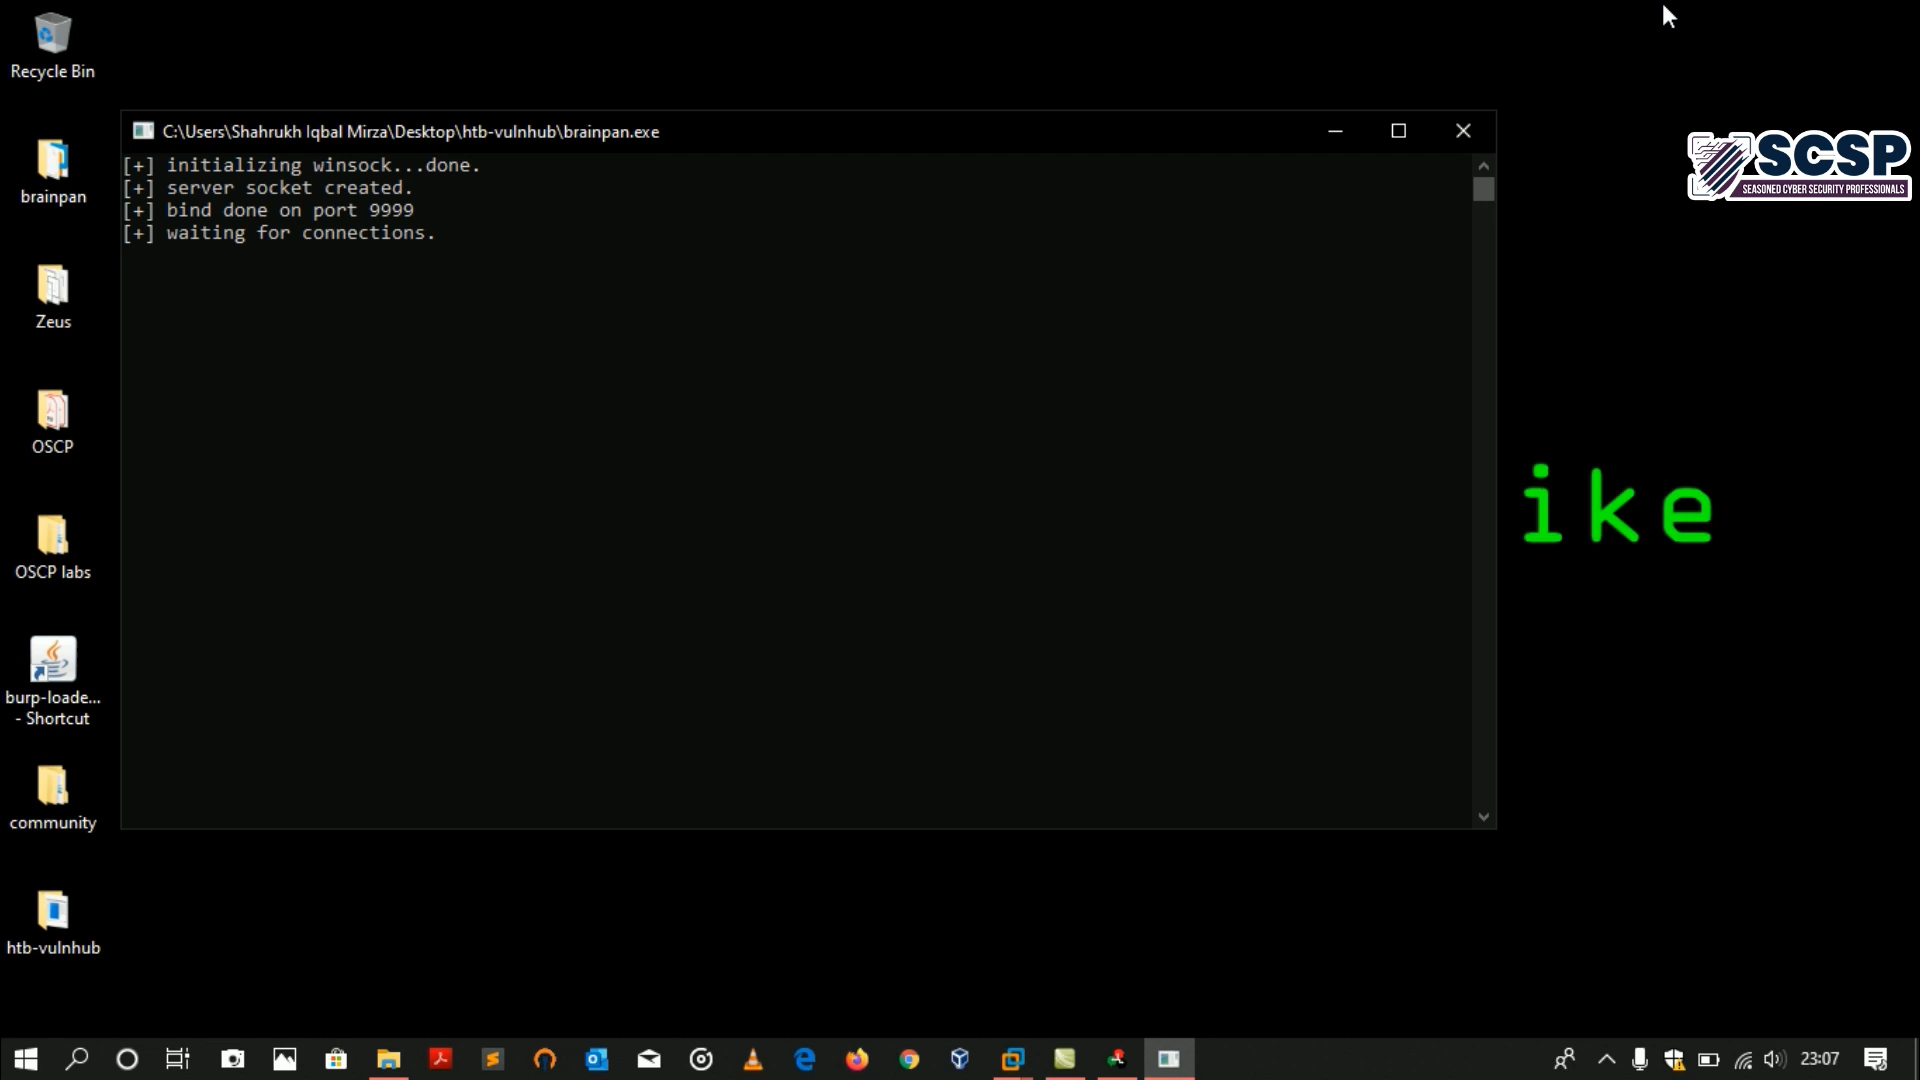 Recycle Bin
brainpan
Zeus
OSCP
OSCP labs
burp-loade...
- Shortcut
community
htb-vulnhub
C:\Users\Shahrukh Iqbal Mirza\Desktop\htb-vulnhub\brainpan.exe
[+] initializing winsock...done.
[+] server socket created.
[+] bind done on port 9999
[+] waiting for connections.
SCSP
SEASONED CYBER SECURITY PROFESSIONALS
ike
23:07